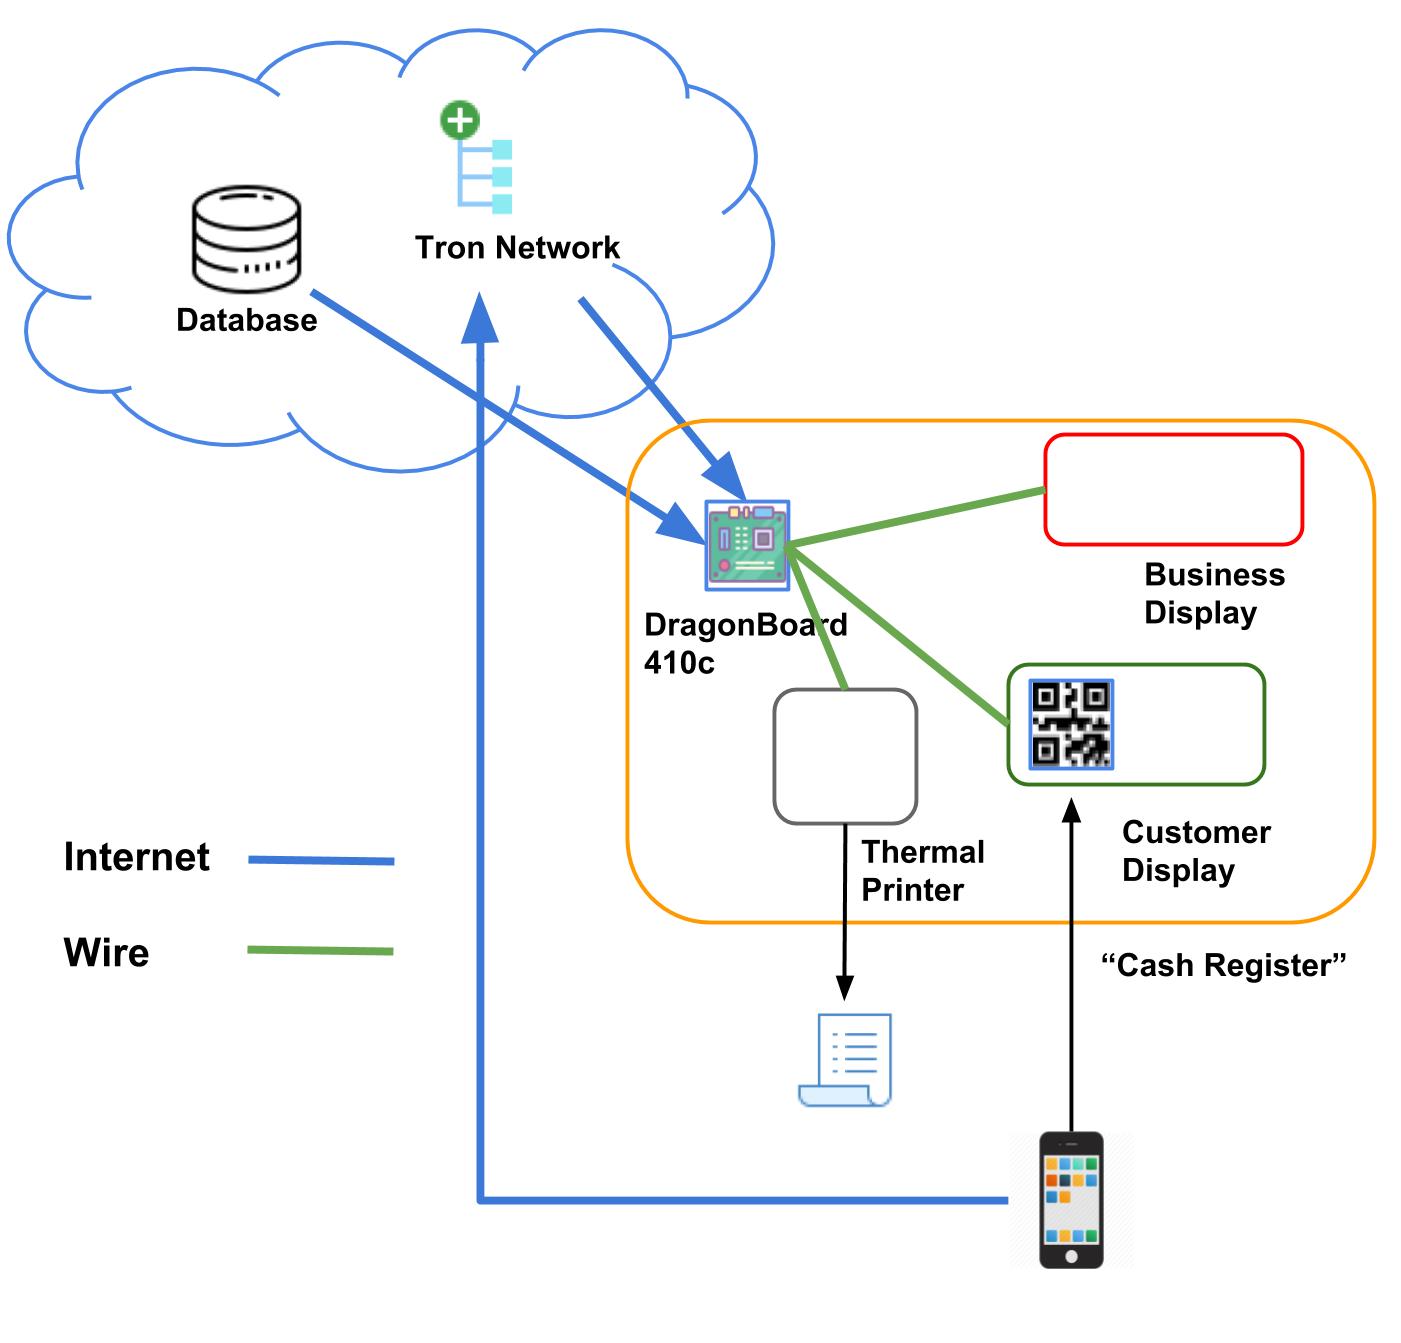 Tron Network
Database
Business
Display
DragonBoard
410c
Customer
Display
Thermal
Printer
Internet
Wire
“Cash Register”